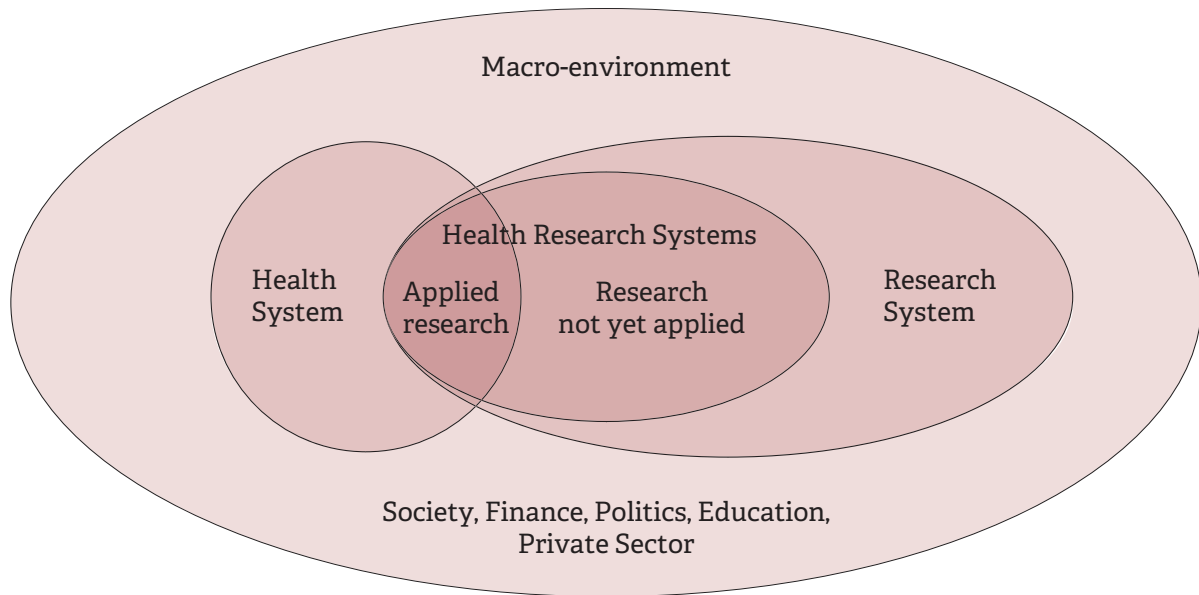 Macro-environment
Health Research Systems
Health
System
Applied
research
Research
not yet applied
Research
System
Society, Finance, Politics, Education,
Private Sector